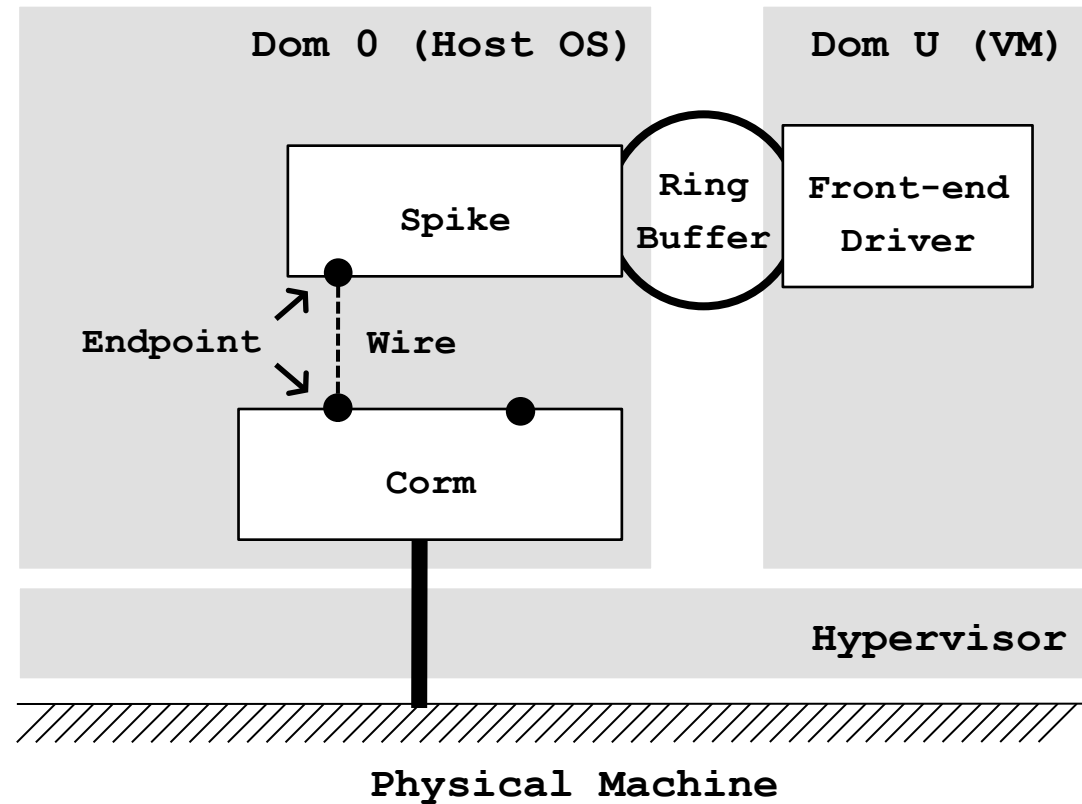 Dom 0 (Host OS)
Dom U (VM)
Spike
Ring
Buffer
Front-end
Driver
Endpoint
Wire
Corm
Hypervisor
Physical Machine